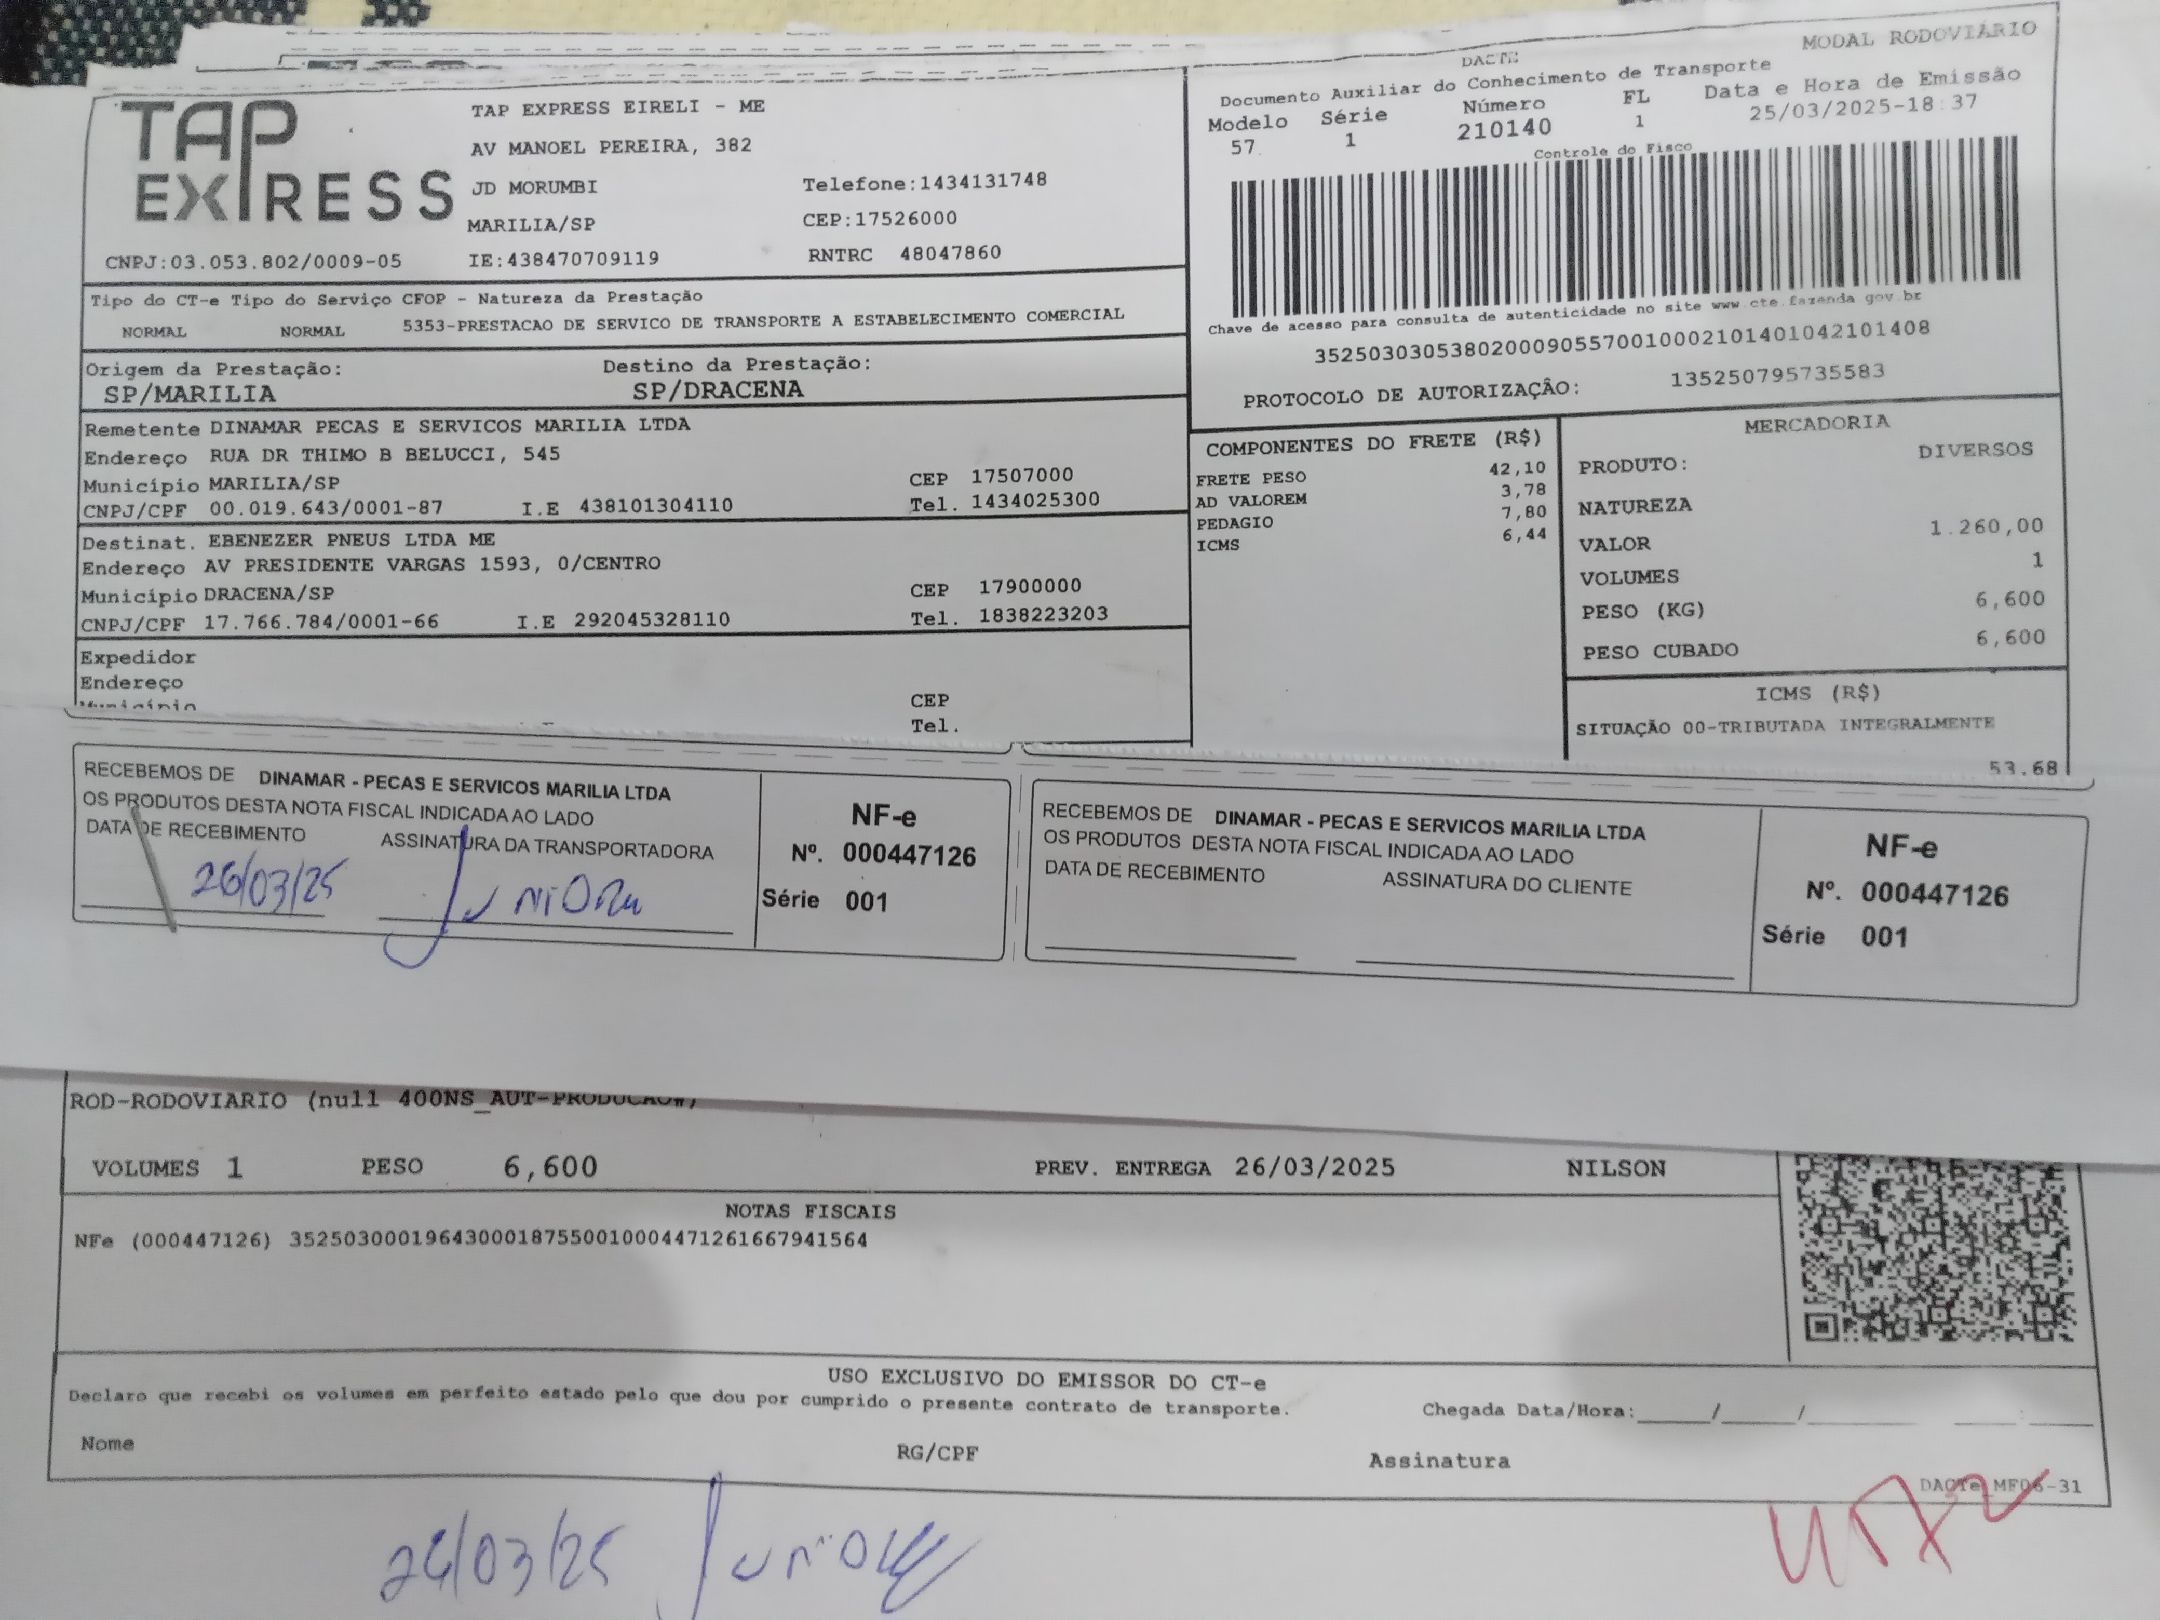 TAP EXPRESS
TAP EXPRESS EIRELI - ME
AV MANOEL PEREIRA, 382
JD MORUMBI Telefone:1434131748
MARILIA/SP CEP:17526000
CNPJ:03.053.802/0009-05 IE:438470709119 RNTRC 48047860
Tipo do CT-e Tipo do Serviço CFOP - Natureza da Prestação
NORMAL NORMAL 5353-PRESTACAO DE SERVICO DE TRANSPORTE A ESTABELECIMENTO COMERCIAL
Origem da Prestação: Destino da Prestação:
SP/MARILIA SP/DRACENA
Remetente DINAMAR PECAS E SERVICOS MARILIA LTDA
Endereço RUA DR THIMO B BELUCCI, 545
Município MARILIA/SP CEP 17507000
CNPJ/CPF 00.019.643/0001-87 I.E 438101304110 Tel. 1434025300
Destinat. EBENEZER PNEUS LTDA ME
Endereço AV PRESIDENTE VARGAS 1593, 0/CENTRO
Município DRACENA/SP CEP 17900000
CNPJ/CPF 17.766.784/0001-66 I.E 292045328110 Tel. 1838223203
Expedidor
Endereço
Município CEP
Tel.
DACTE MODAL RODOVIÁRIO
Documento Auxiliar do Conhecimento de Transporte
Modelo Série Número FL Data e Hora de Emissão
57 1 210140 1 25/03/2025-18:37
Controle do Fisco
Chave de acesso para consulta de autenticidade no site www.cte.fazenda gov.br
35250303053802000905570010002101401042101408
PROTOCOLO DE AUTORIZAÇÃO: 135250795735583
COMPONENTES DO FRETE (R$)
FRETE PESO 42,10
AD VALOREM 3,78
PEDAGIO 7,80
ICMS 6,44
MERCADORIA
PRODUTO: DIVERSOS
NATUREZA
VALOR 1.260,00
VOLUMES 1
PESO (KG) 6,600
PESO CUBADO 6,600
ICMS (R$)
SITUAÇÃO 00-TRIBUTADA INTEGRALMENTE
53.68
RECEBEMOS DE DINAMAR - PECAS E SERVICOS MARILIA LTDA
OS PRODUTOS DESTA NOTA FISCAL INDICADA AO LADO
DATA DE RECEBIMENTO ASSINATURA DA TRANSPORTADORA
26/03/25
NF-e
Nº. 000447126
Série 001
RECEBEMOS DE DINAMAR - PECAS E SERVICOS MARILIA LTDA
OS PRODUTOS DESTA NOTA FISCAL INDICADA AO LADO
DATA DE RECEBIMENTO ASSINATURA DO CLIENTE
NF-e
Nº. 000447126
Série 001
ROD-RODOVIARIO (null 400NS_AUT-PRODUCAO#)
VOLUMES 1 PESO 6,600 PREV. ENTREGA 26/03/2025 NILSON
NOTAS FISCAIS
NFe (000447126) 35250300019643000187550010004471261667941564
USO EXCLUSIVO DO EMISSOR DO CT-e
Declaro que recebi os volumes em perfeito estado pelo que dou por cumprido o presente contrato de transporte.
Chegada Data/Hora:____/____/______ ____:____
Nome RG/CPF Assinatura
DACTe_MF06-31
26/03/25